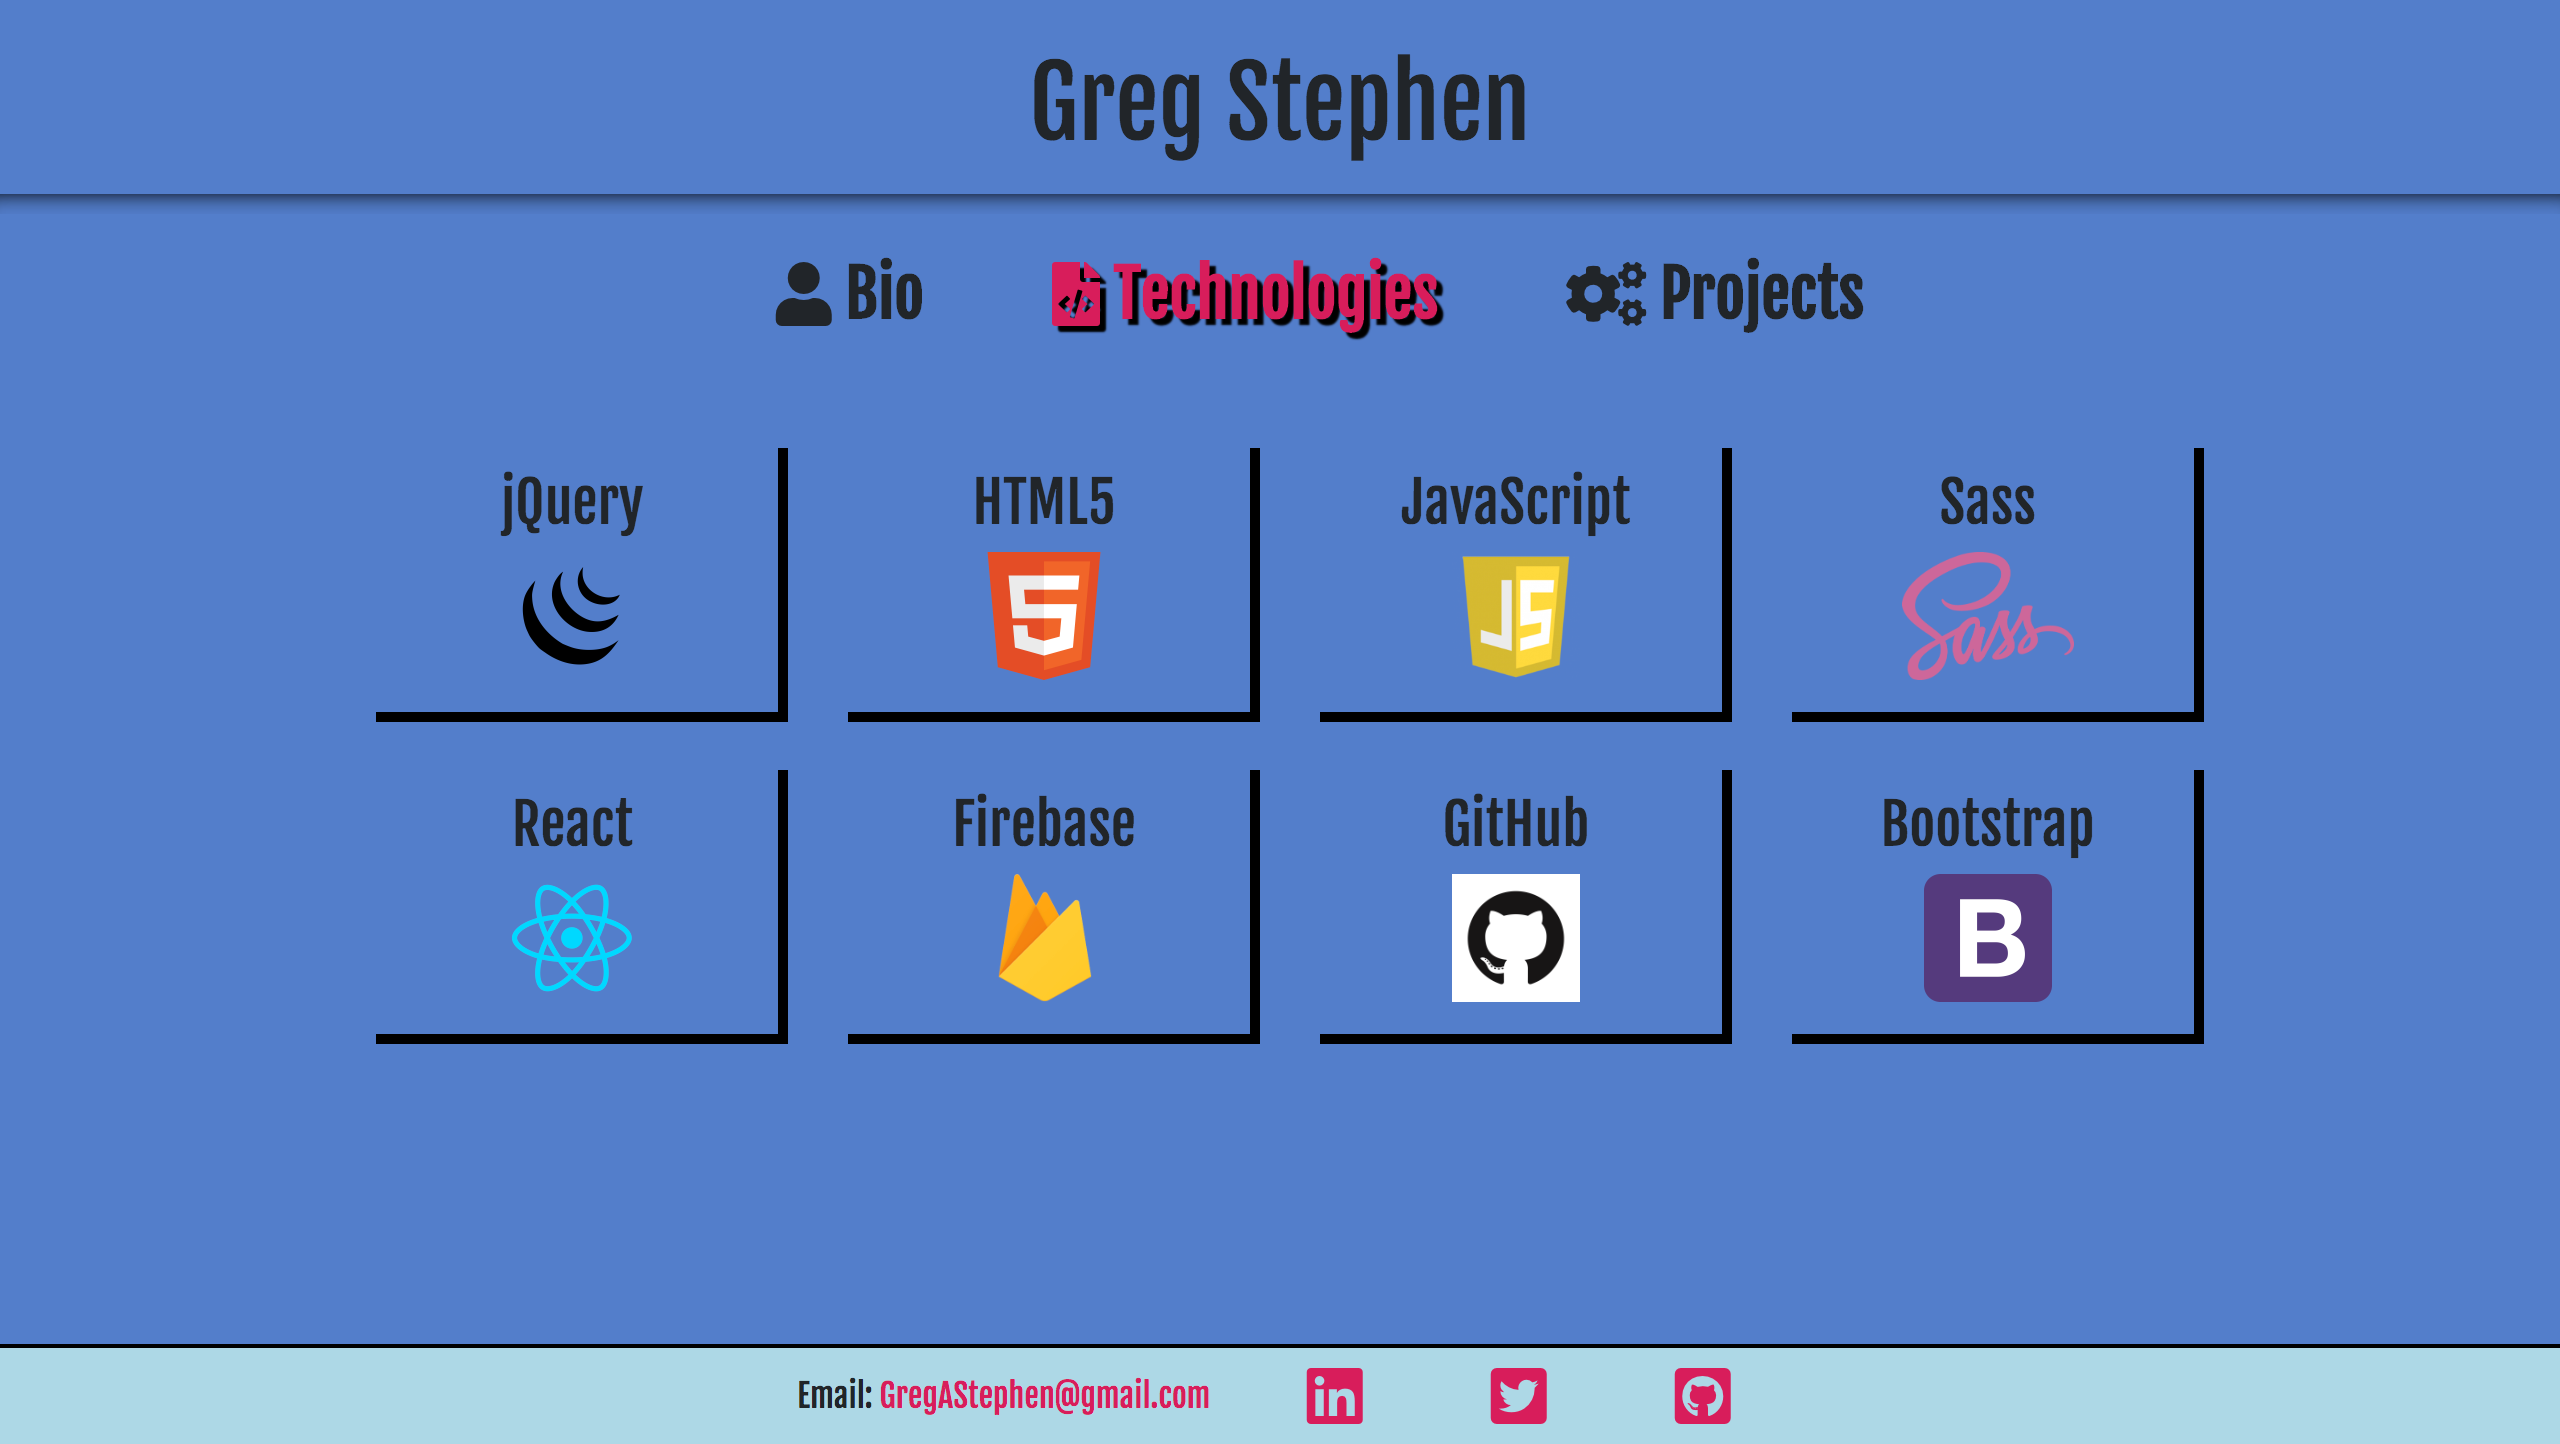 Greg Stephen
Bio Technologies Projects
jQuery HTML5 JavaScript Sass
5 JS Sass
React Firebase GitHub Bootstrap
B
Email: GregAStephen@gmail.com in